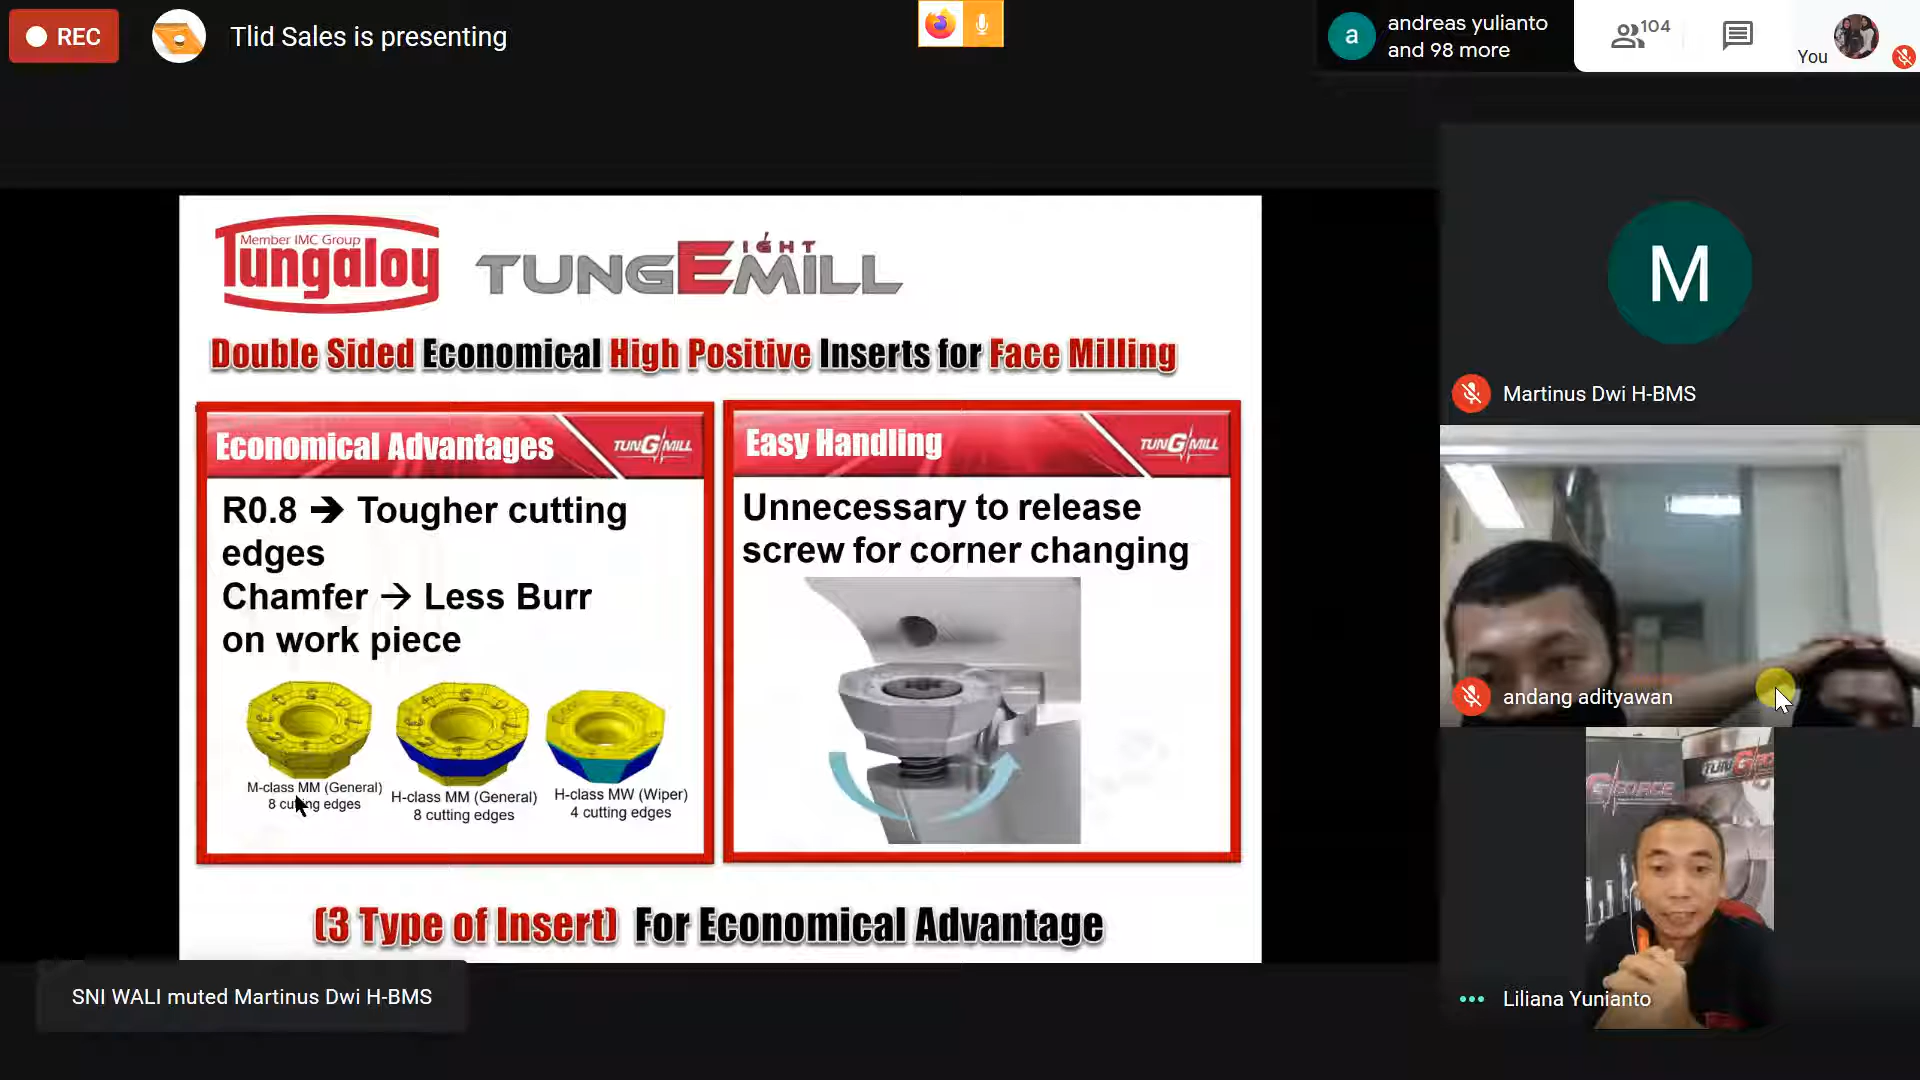 REC
Tlid Sales is presenting
a
andreas yulianto
and 98 more
104
You
Member IMC Group
Tungaloy
TUNGEIGHTMILL
Double Sided Economical High Positive Inserts for Face Milling
Economical Advantages
TUNGMILL
R0.8 ➔ Tougher cutting
edges
Chamfer → Less Burr
on work piece
M-class MM (General)
8 cutting edges
H-class MM (General)
8 cutting edges
H-class MW (Wiper)
4 cutting edges
Easy Handling
TUNGMILL
Unnecessary to release
screw for corner changing
(3 Type of Insert) For Economical Advantage
M
Martinus Dwi H-BMS
andang adityawan
Liliana Yunianto
SNI WALI muted Martinus Dwi H-BMS